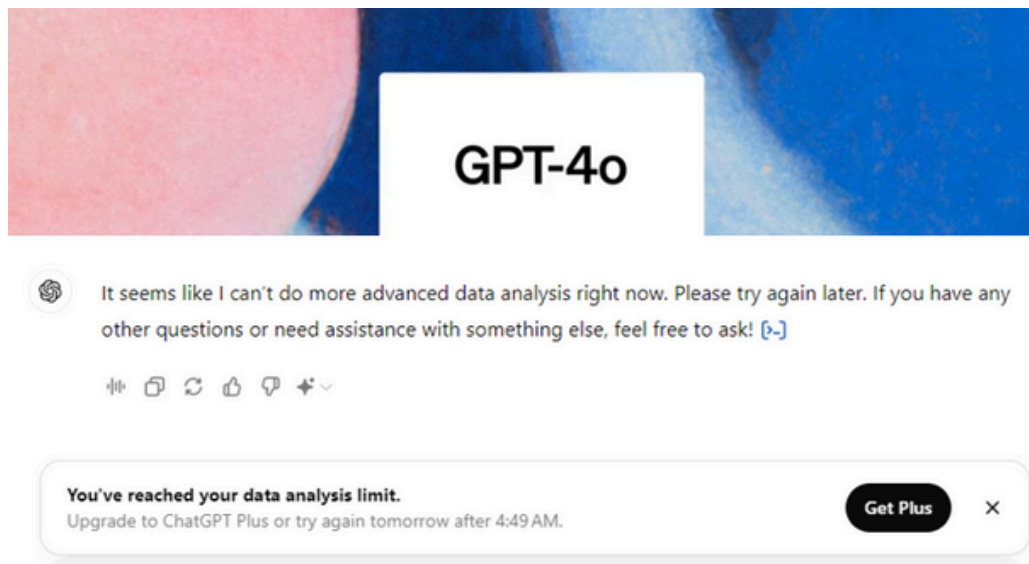 GPT-4o
It seems like I can't do more advanced data analysis right now. Please try again later. If you have any
other questions or need assistance with something else, feel free to ask! [>-]
You've reached your data analysis limit.
Upgrade to ChatGPT Plus or try again tomorrow after 4:49 AM.
Get Plus